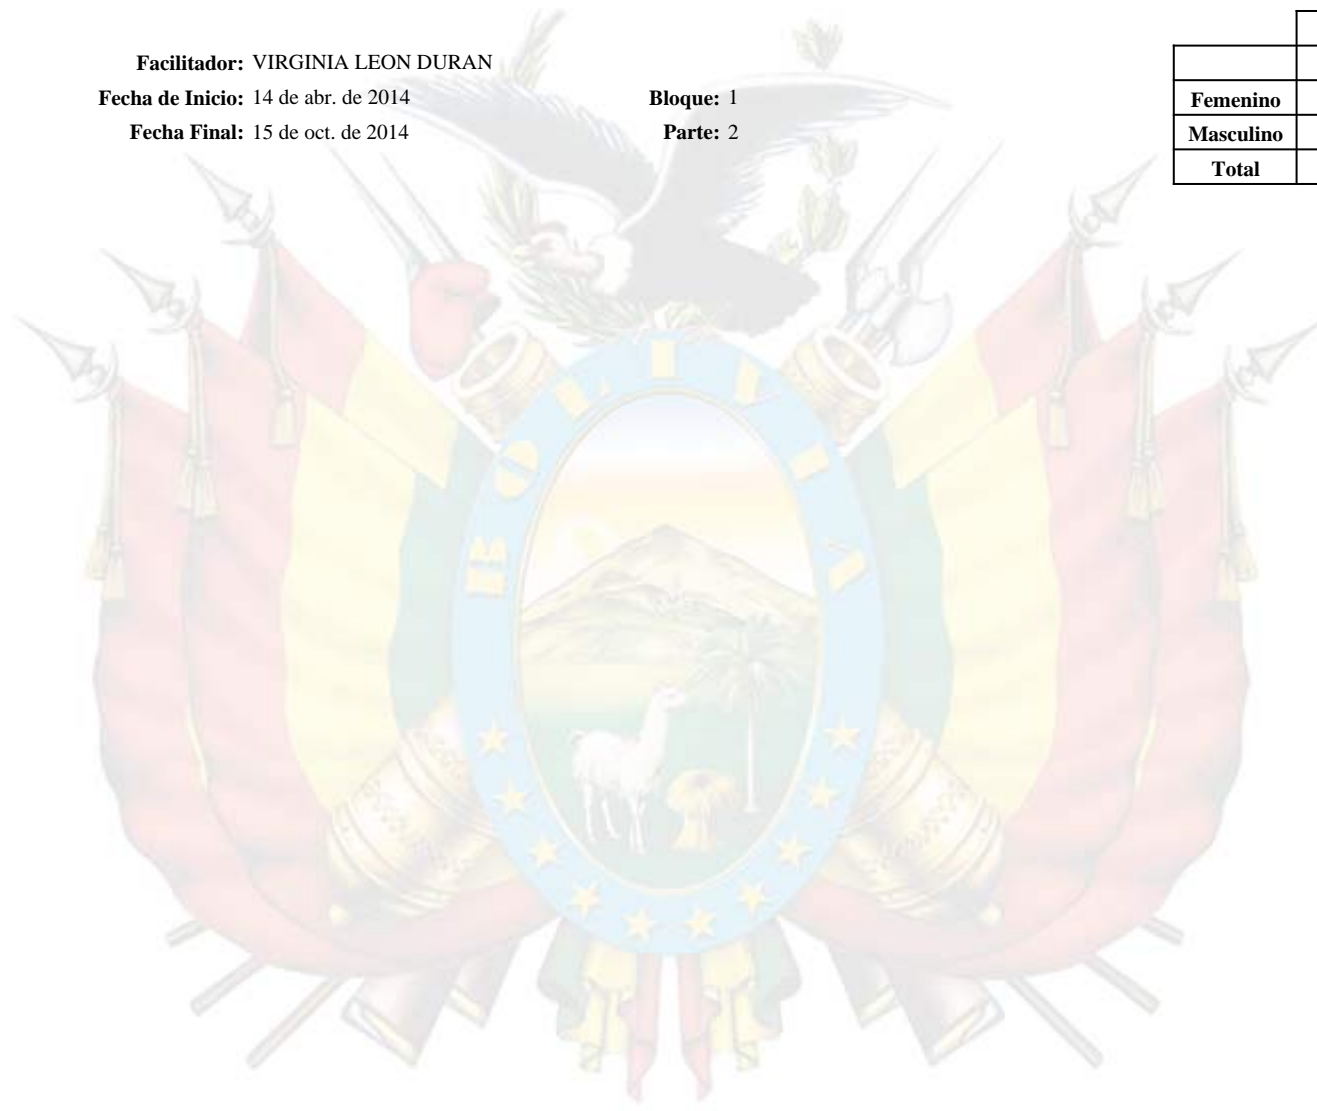 Facilitador: VIRGINIA LEON DURAN
Fecha de Inicio: 14 de abr. de 2014 Bloque: 1
Fecha Final: 15 de oct. de 2014 Parte: 2
Femenino
Masculino
Total
BOLIVIA